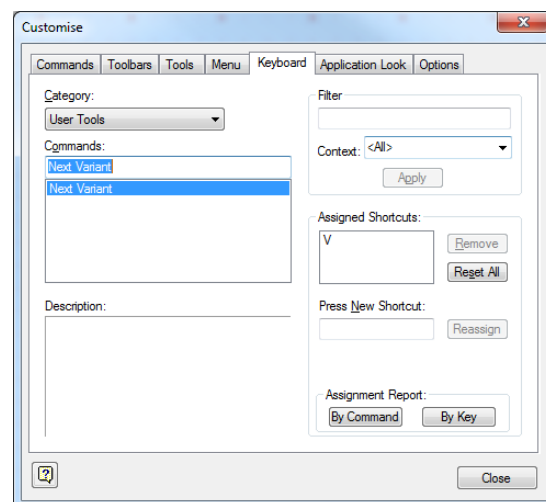 Customise
Commands Toolbars Tools Menu Keyboard Application Look Options
Category:
User Tools
Commands:
Next Variant
Next Variant
Description:
Filter
Context: <All>
Apply
Assigned Shortcuts:
V
Remove
Reset All
Press New Shortcut:
Reassign
Assignment Report:
By Command By Key
?
Close